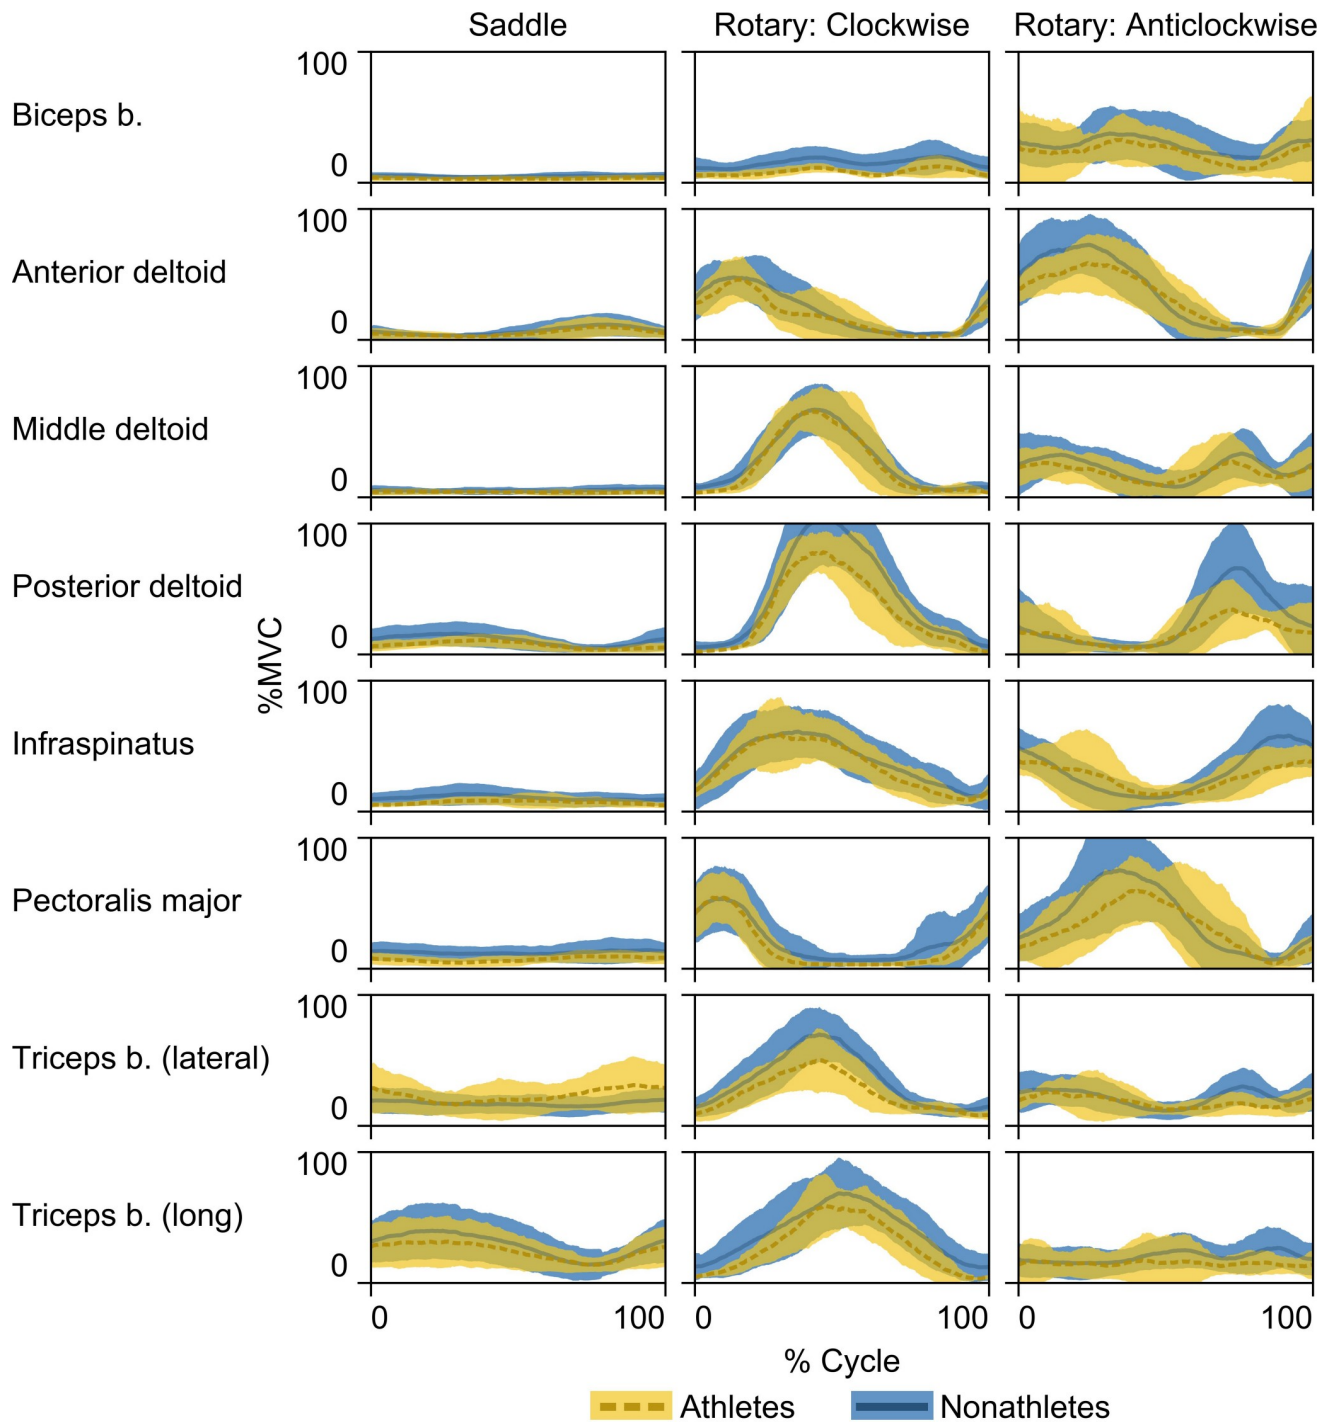 Saddle Rotary: Clockwise Rotary: Anticlockwise
100
Biceps b.
0
100
Anterior deltoid
0
100
Middle deltoid
0
100
Posterior deltoid
0
%MVC
100
Infraspinatus
0
100
Pectoralis major
0
100
Triceps b. (lateral)
0
100
Triceps b. (long)
0
0 100 0 100 0 100
% Cycle
Athletes Nonathletes